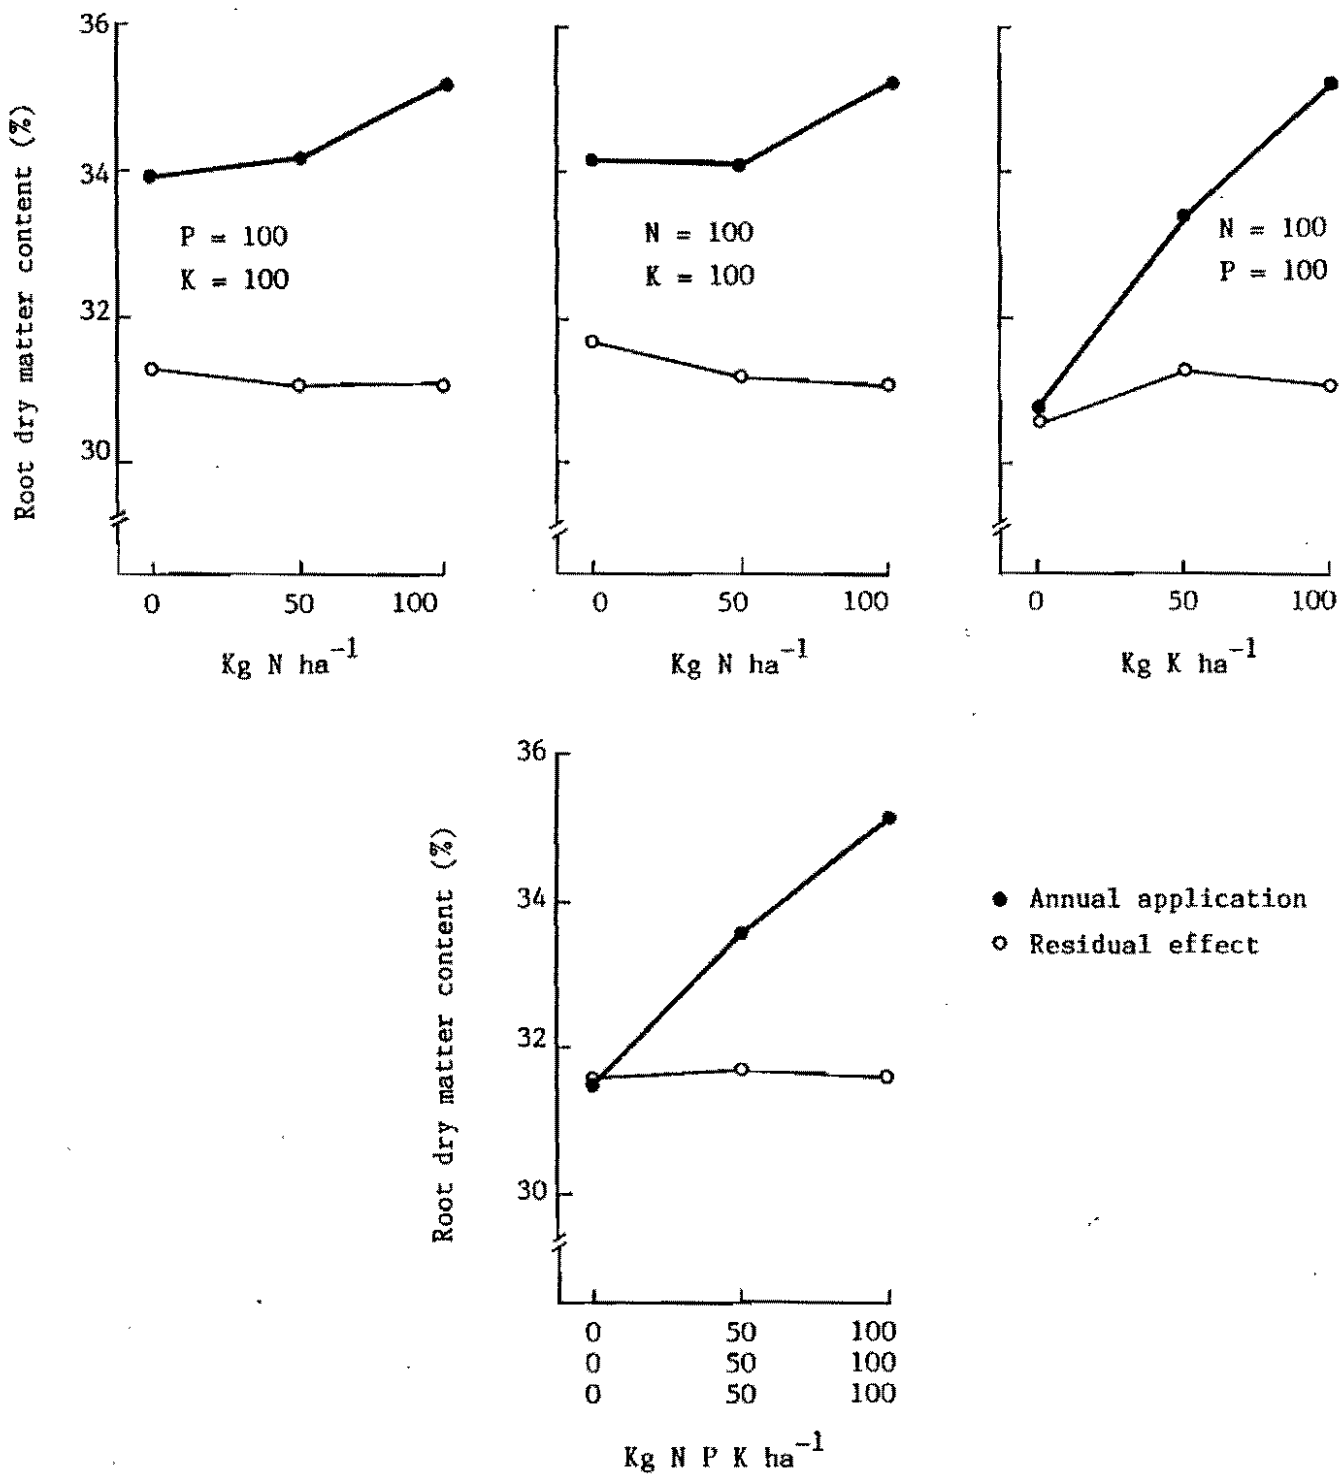 Root dry matter content (%)
36
34
32
30
P = 100
K = 100
0 50 100
Kg N ha⁻¹
N = 100
K = 100
0 50 100
Kg N ha⁻¹
N = 100
P = 100
0 50 100
Kg K ha⁻¹
Root dry matter content (%)
36
34
32
30
0 50 100
0 50 100
0 50 100
Kg N P K ha⁻¹
Annual application
Residual effect